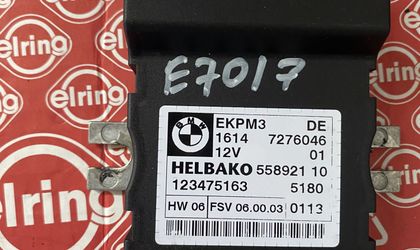 elring
elring
elring
elring
E7017
BMW
EKPM3 DE
1614 7276046
12V 01
HELBAKO 558921 10
123475163 5180
HW 06 FSV 06.00.03 0113